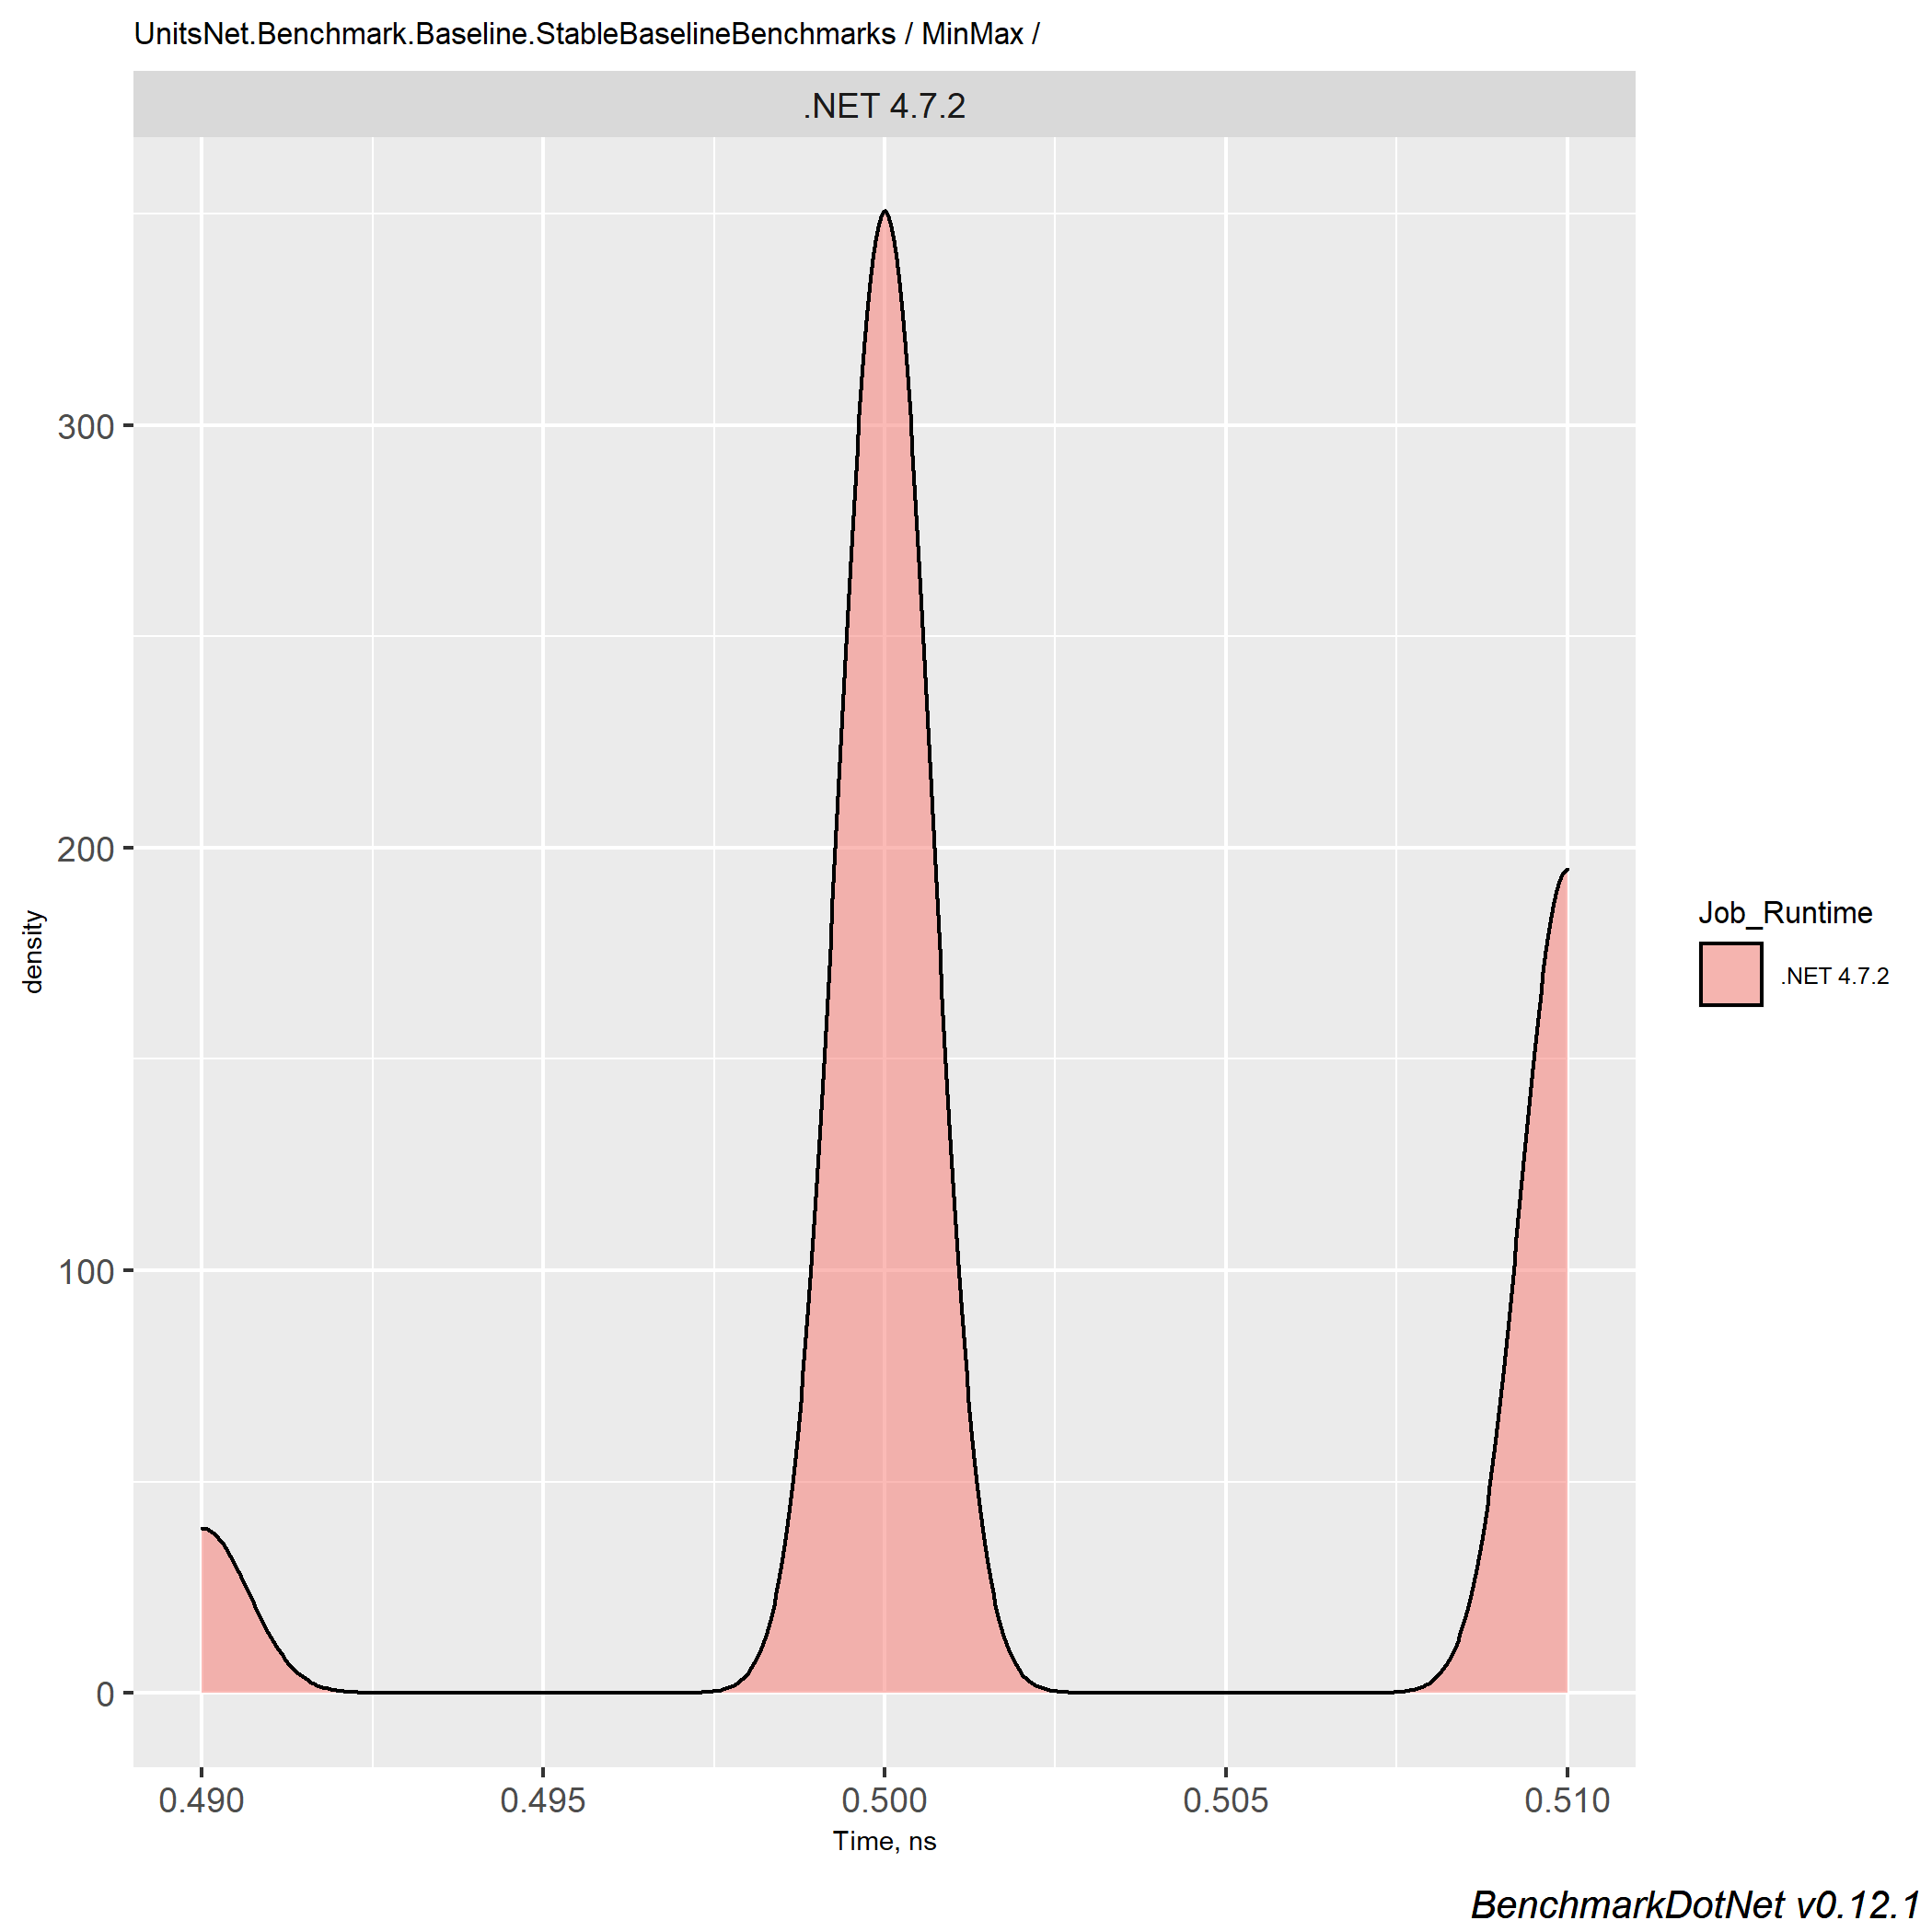 UnitsNet.Benchmark.Baseline.StableBaselineBenchmarks / MinMax /
.NET 4.7.2
300
200
100
0
density
0.490 0.495 0.500 0.505 0.510
Time, ns
Job_Runtime
.NET 4.7.2
BenchmarkDotNet v0.12.1